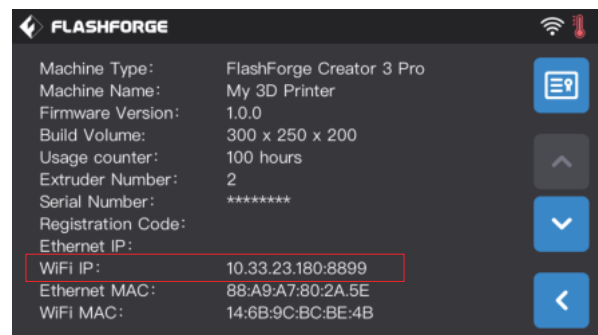 FLASHFORGE
Machine Type: FlashForge Creator 3 Pro
Machine Name: My 3D Printer
Firmware Version: 1.0.0
Build Volume: 300 x 250 x 200
Usage counter: 100 hours
Extruder Number: 2
Serial Number: ********
Registration Code:
Ethernet IP:
WiFi IP: 10.33.23.180:8899
Ethernet MAC: 88:A9:A7:80:2A.5E
WiFi MAC: 14:6B:9C:BC:BE:4B